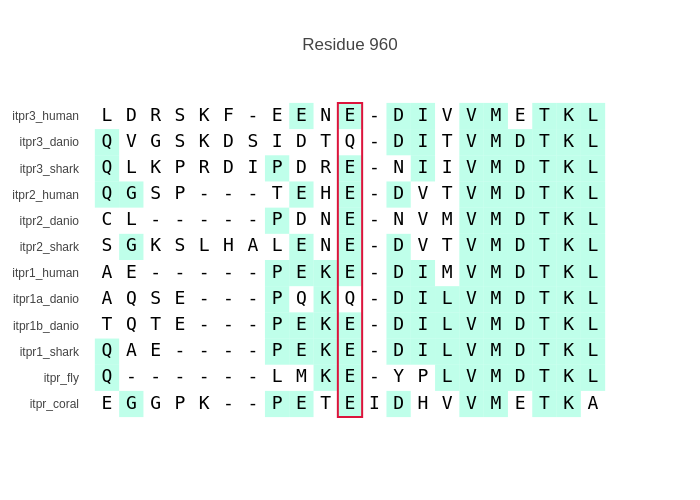 Residue 960
itpr3_human L D R S K F - E E N E - D I V V M E T K L
itpr3_danio Q V G S K D S I D T Q - D I T V M D T K L
itpr3_shark Q L K P R D I P D R E - N I I V M D T K L
itpr2_human Q G S P - - - T E H E - D V T V M D T K L
itpr2_danio C L - - - - - P D N E - N V M V M D T K L
itpr2_shark S G K S L H A L E N E - D V T V M D T K L
itpr1_human A E - - - - - P E K E - D I M V M D T K L
itpr1a_danio A Q S E - - - P Q K Q - D I L V M D T K L
itpr1b_danio T Q T E - - - P E K E - D I L V M D T K L
itpr1_shark Q A E - - - - P E K E - D I L V M D T K L
itpr_fly Q - - - - - - L M K E - Y P L V M D T K L
itpr_coral E G G P K - - P E T E I D H V V M E T K A